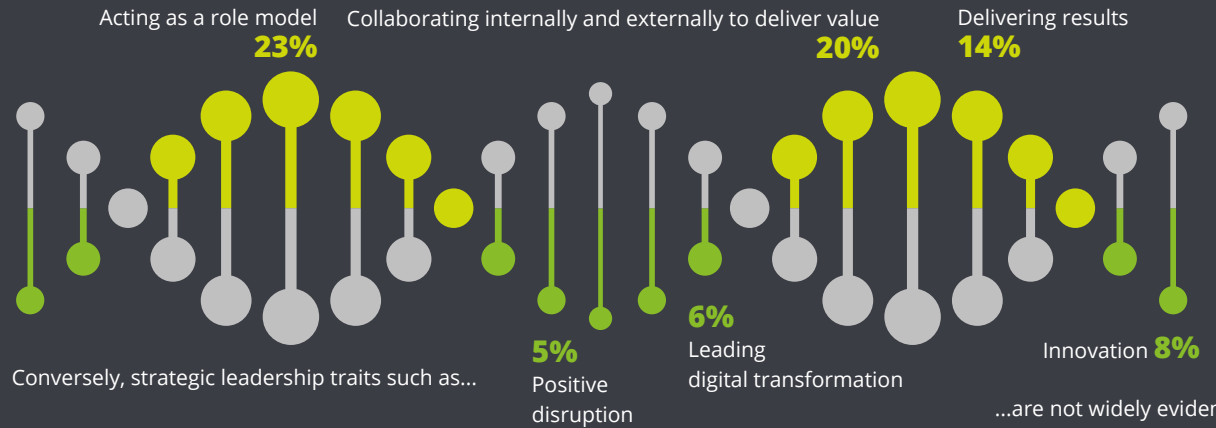 Acting as a role model
23%
Collaborating internally and externally to deliver value
20%
Delivering results
14%
Conversely, strategic leadership traits such as...
5%
Positive
disruption
6%
Leading
digital transformation
Innovation 8%
...are not widely eviden